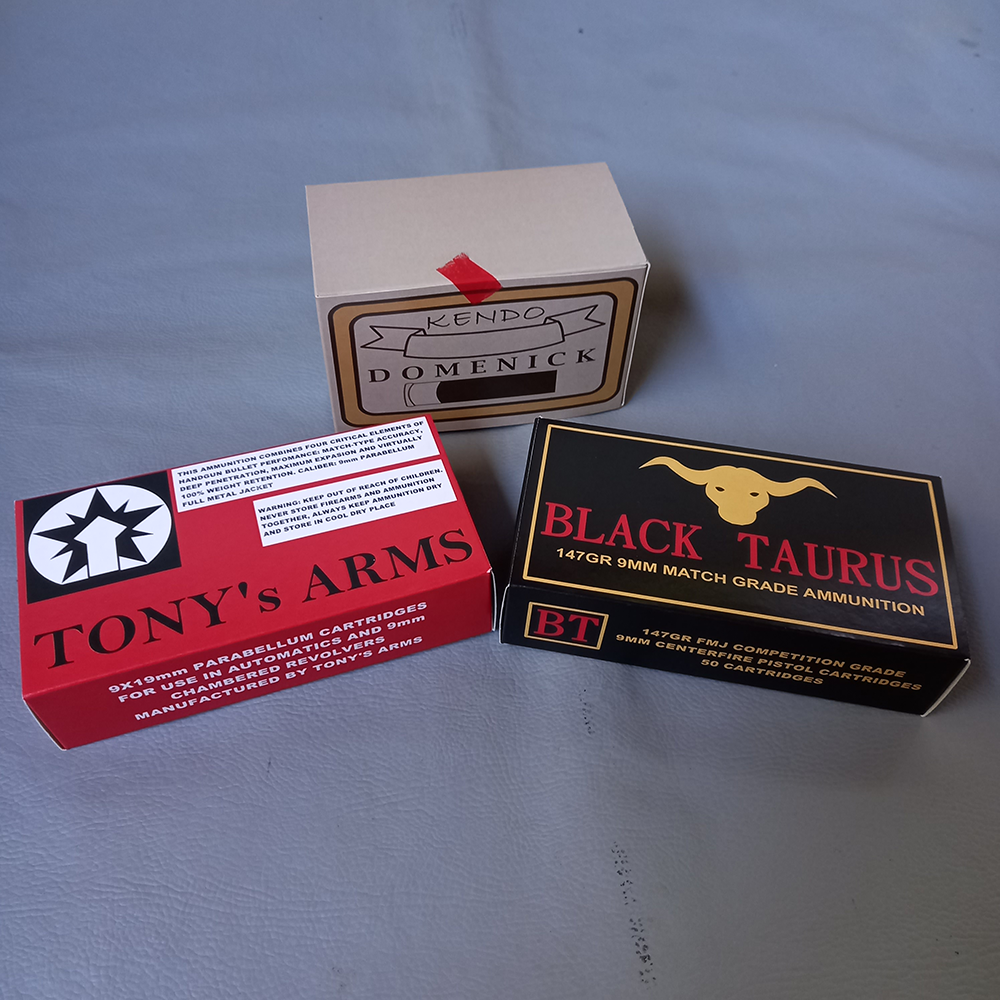 KENDO
DOMENICK
THIS AMMUNITION COMBINES FOUR CRITICAL ELEMENTS OF
HANDGUN BULLET PERFOMANCE: MATCH-TYPE ACCURACY,
DEEP PENETRATION, MAXIMUM EXPASION AND VIRTUALLY
100% WEIGHT RETENTION. CALIBER: 9mm PARABELLUM
FULL METAL JACKET
WARNING: KEEP OUT OF REACH OF CHILDREN.
NEVER STORE FIREARMS AND AMMUNITION
TOGETHER, ALWAYS KEEP AMMUNITION DRY
AND STORE IN COOL DRY PLACE
TONY's ARMS
9X19mm PARABELLUM CARTRIDGES
FOR USE IN AUTOMATICS AND 9mm
CHAMBERED REVOLVERS
MANUFACTURED BY TONY'S ARMS
BLACK TAURUS
147GR 9MM MATCH GRADE AMMUNITION
BT
147GR FMJ COMPETITION GRADE
9MM CENTERFIRE PISTOL CARTRIDGES
50 CARTRIDGES